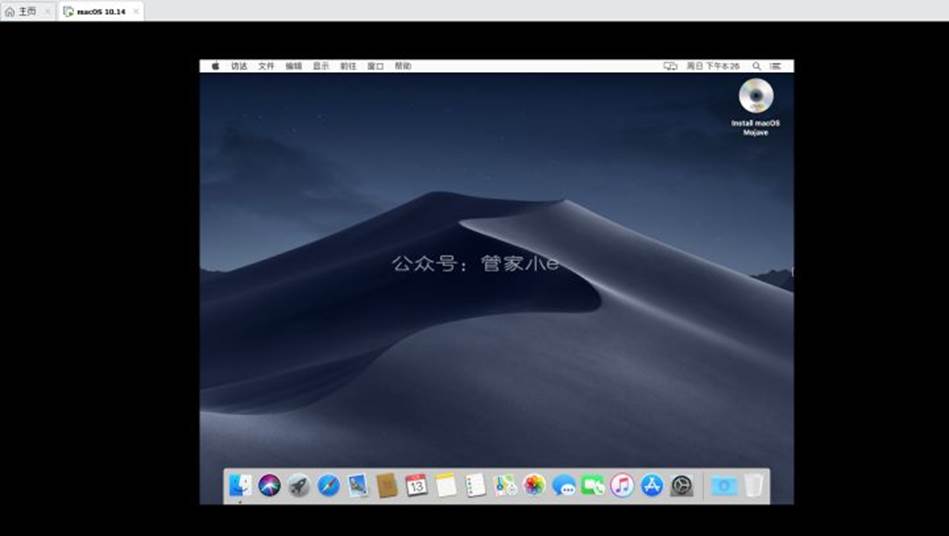 主页
macOS 10.14
访达 文件 编辑 显示 前往 窗口 帮助
周日 下午8:26
Install macOS
Mojave
公众号：管家小e
13